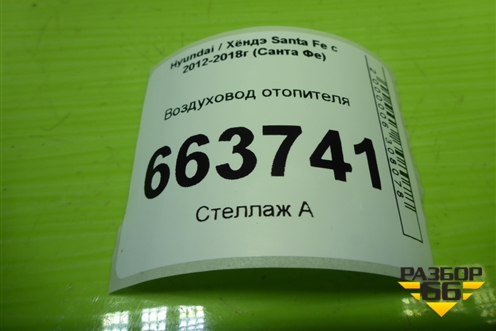 Hyundai / Хёндэ Santa Fe с
2012-2018г (Санта Фе)
Воздуховод отопителя
663741
Стеллаж А
РАЗБОР
66